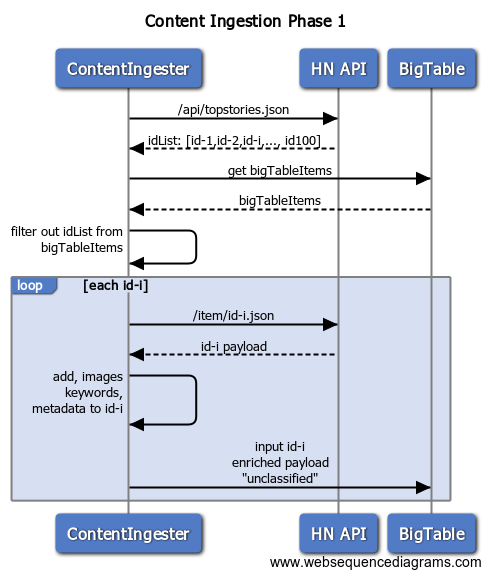 Content Ingestion Phase 1
ContentIngester
HN API
BigTable
/api/topstories.json
idList: [id-1,id-2,id-i,..., id100]
get bigTableItems
bigTableItems
filter out idList from
bigTableItems
loop
[each id-i]
/item/id-i.json
id-i payload
add, images
keywords,
metadata to id-i
input id-i
enriched payload
"unclassified"
ContentIngester
HN API
BigTable
www.websequencediagrams.com